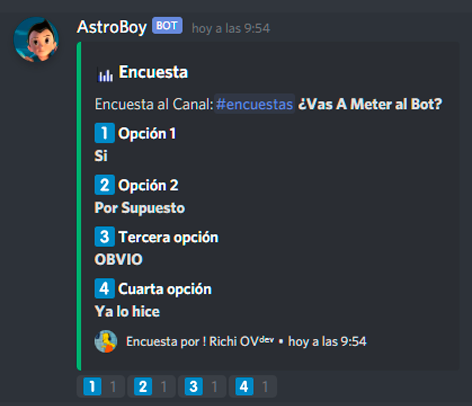 AstroBoy BOT hoy a las 9:54
Encuesta
Encuesta al Canal: #encuestas ¿Vas A Meter al Bot?
1 Opción 1
Si
2 Opción 2
Por Supuesto
3 Tercera opción
OBVIO
4 Cuarta opción
Ya lo hice
Encuesta por ! Richi OVᵈᵉᵛ • hoy a las 9:54
1 1 2 1 3 1 4 1